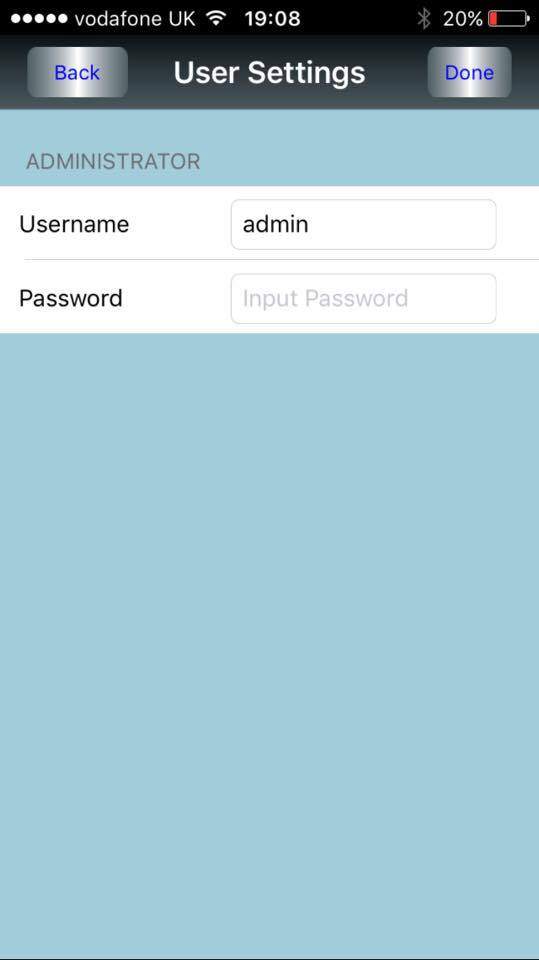 vodafone UK 19:08 20%
Back User Settings Done
ADMINISTRATOR
Username admin
Password Input Password